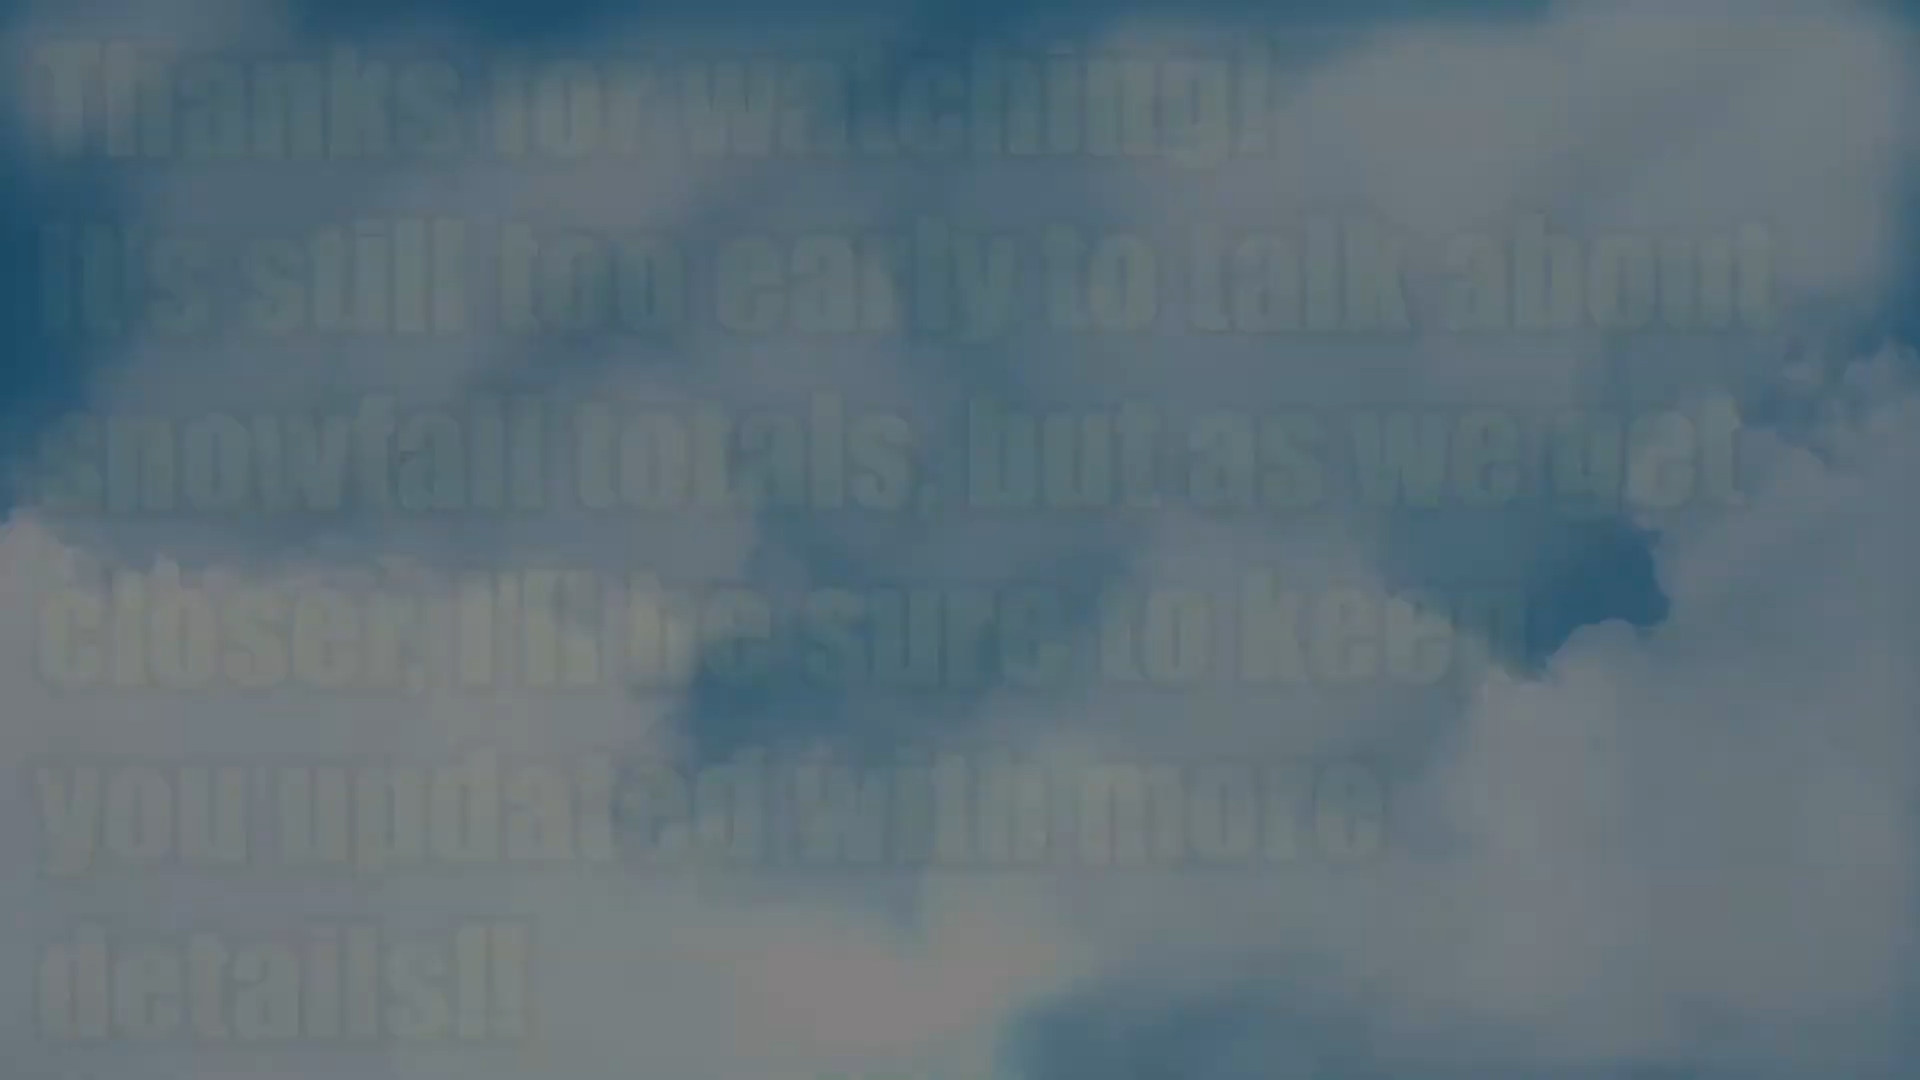 Thanks for watching!
It's still too early to talk about
snowfall totals, but as we get
closer, I'll be sure to keep
you updated with more
details!!